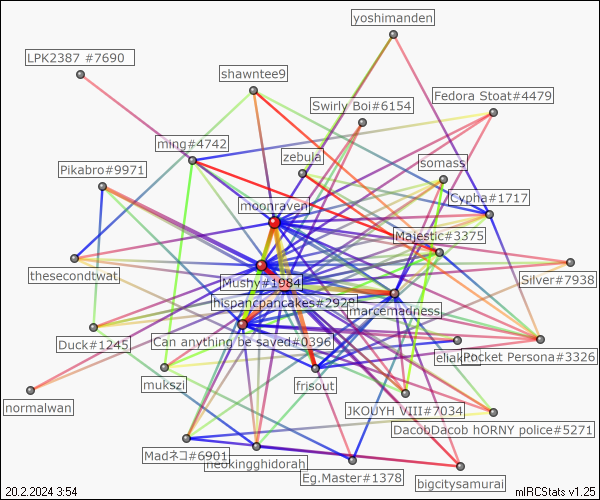 yoshimanden
LPK2387 #7690
shawntee9
Fedora Stoat#4479
Swirly Boi#6154
ming#4742
zebula
somass
Pikabro#9971
Cypha#1717
moonraven
Majestic#3375
thesecondtwat
Mushy#1984
Silver#7938
hispancpancakes#2929
marcemadness
Can anything be saved#0396
Duck#1245
Pocket Persona#3326
mukszi
frisout
normalwan
JKOUYH VIII#7034
DacobDacob hORNY police#5271
Madネコ#6901
neokingghidorah
Eg.Master#1378
bigcitysamurai
20.2.2024 3:54
mIRCStats v1.25